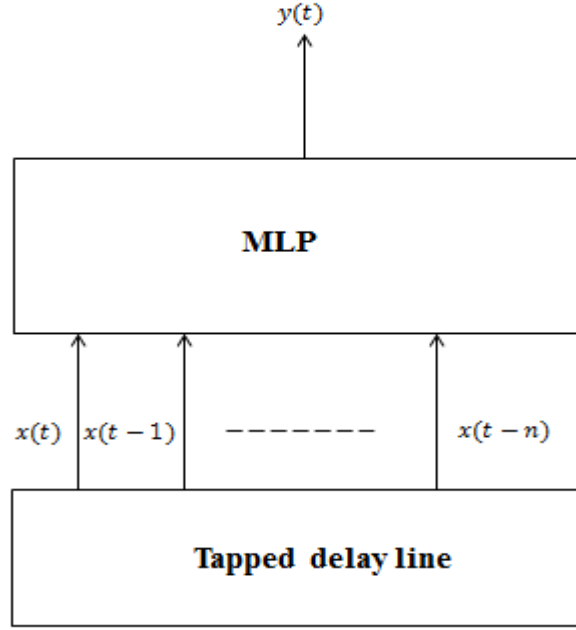 y(t)
MLP
x(t) x(t − 1) − − − − − − − x(t − n)
Tapped delay line